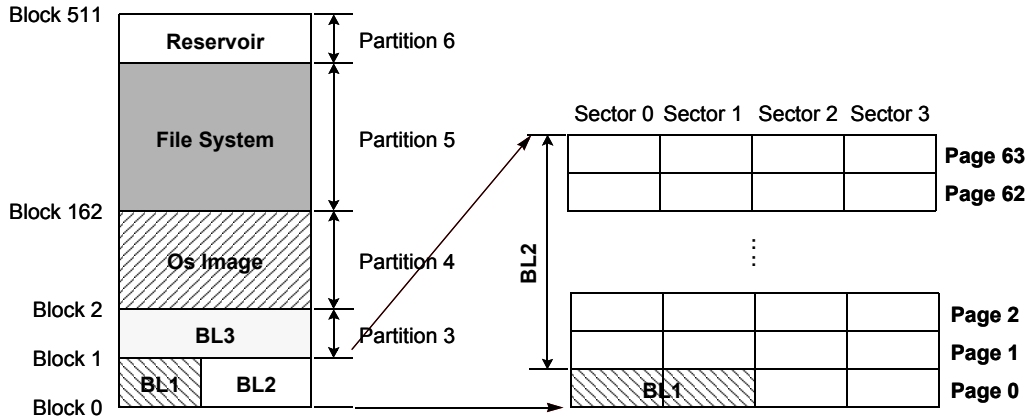 Block 511
Reservoir
Partition 6
File System
Partition 5
Block 162
Os Image
Partition 4
Block 2
BL3
Partition 3
Block 1
BL1
BL2
Block 0
Sector 0 Sector 1 Sector 2 Sector 3
Page 63
Page 62
BL2
Page 2
Page 1
BL1
Page 0